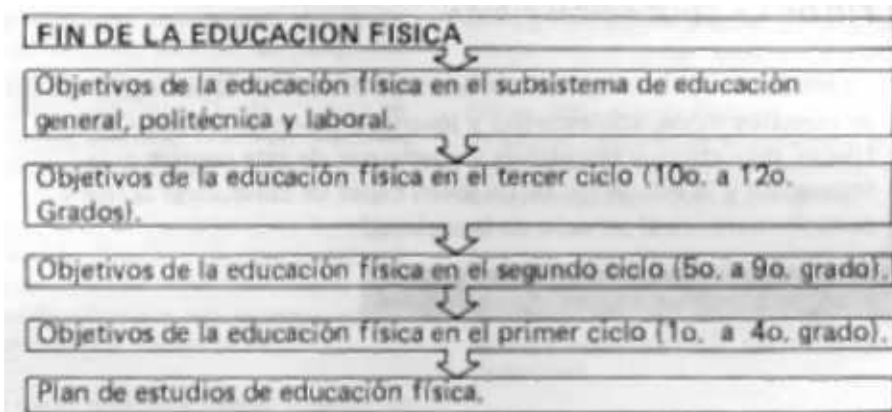 FIN DE LA EDUCACION FISICA
Objetivos de la educación física en el subsistema de educación
general, politécnica y laboral.
Objetivos de la educación física en el tercer ciclo (10o. a 12o.
Grados).
Objetivos de la educación física en el segundo ciclo (5o. a 9o. grado).
Objetivos de la educación física en el primer ciclo (1o. a 4o. grado).
Plan de estudios de educación física.